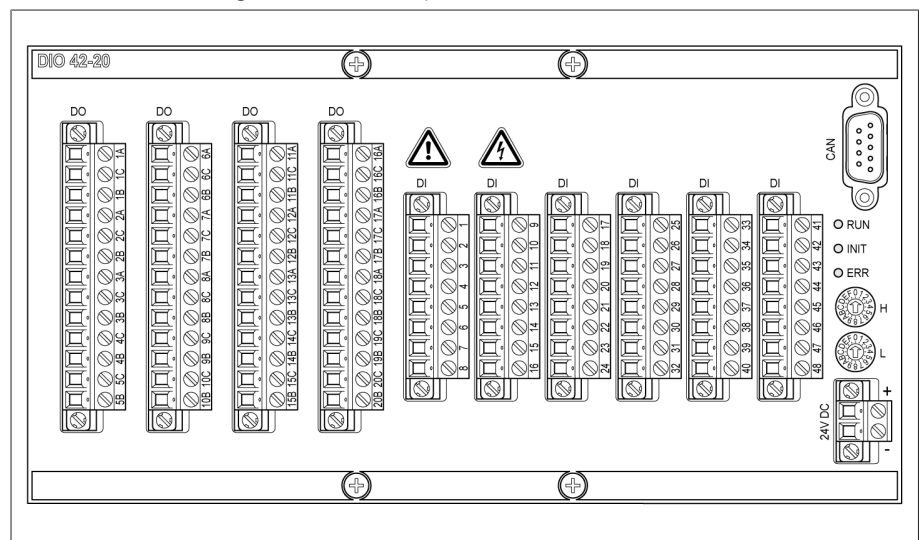 DIO 42-20
DO
1A
1C
1B
2A
2C
2B
3A
3C
3B
4C
4B
5C
5B
DO
6A
6C
6B
7A
7C
7B
8A
8C
8B
9C
9B
10C
10B
DO
11A
11C
11B
12A
12C
12B
13A
13C
13B
14C
14B
15C
15B
DO
16A
16C
16B
17A
17C
17B
18A
18C
18B
19C
19B
20C
20B
DI
1
2
3
4
5
6
7
8
DI
9
10
11
12
13
14
15
16
DI
17
18
19
20
21
22
23
24
DI
25
26
27
28
29
30
31
32
DI
33
34
35
36
37
38
39
40
DI
41
42
43
44
45
46
47
48
CAN
RUN
INIT
ERR
H
L
24V DC
+
-